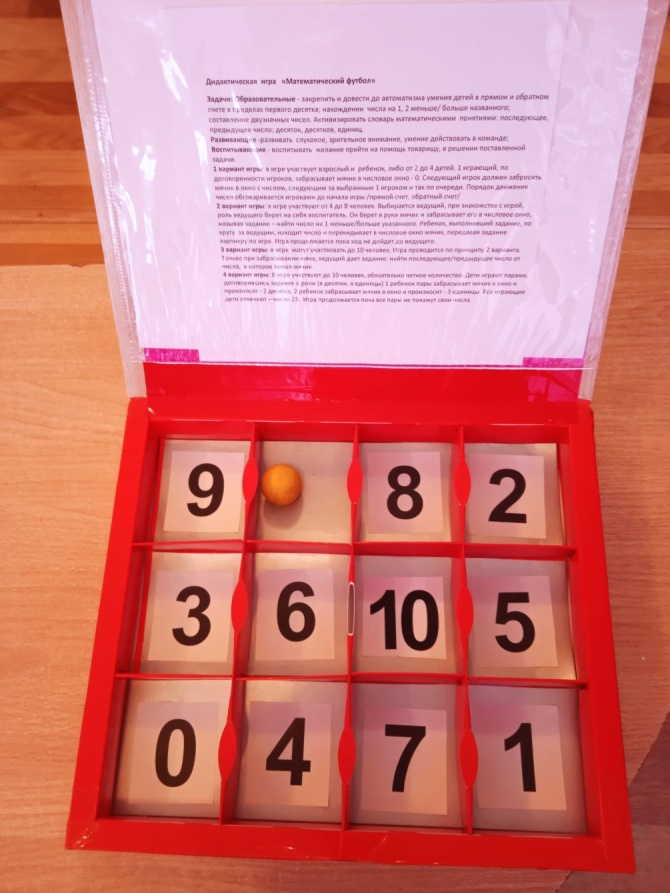 Дидактическая игра «Математический футбол»
Задачи: Образовательные - закрепить и довести до автоматизма умения детей в прямом и обратном
счете в пределах первого десятка; нахождении числа на 1, 2 меньше/ больше названного;
составление двузначных чисел. Активизировать словарь математическими понятиями: последующее,
предыдущее число; десяток, десятков, единиц.
Развивающие -развивать слуховое, зрительное внимание, умение действовать в команде;
Воспитывающие - воспитывать желание прийти на помощь товарищу, в решении поставленной
задачи.
1 вариант игры: в игре участвует взрослый и ребенок, либо от 2 до 4 детей. 1 играющий, по
договоренности игроков, забрасывает мячик в числовое окно - 0. Следующий игрок должен забросить
мячик в окно с числом, следующим за выбранным 1 игроком и так по очереди. Порядок движения
чисел обговаривается игроками до начала игры /прямой счет, обратный счет/
2 вариант игры: в игре участвуют от 4 до 8 человек. Выбирается ведущий, при знакомстве с игрой,
роль ведущего берет на себя воспитатель. Он берет в руки мячик и забрасывает его в числовое окно,
называя задание – найти число на 1 меньше/больше указанного. Ребенок, выполнивший задание, по
кругу за ведущим, находит число и перекидывает в числовое окно мячик, передавая задание
партнеру по игре. Игра продолжается пока ход не дойдет до ведущего.
3 вариант игры: в игре могут участвовать до 10 человек. Игра проводится по принципу 2 варианта.
Только при забрасывании мяча, ведущий дает задание: найти последующее/предыдущее число от
числа, в которое попал мячик.
4 вариант игры: в игре участвуют до 10 человек, обязательно четное количество. Дети играют парами,
договорившись заранее о роли (я десятки, я единицы) 1 ребенок пары забрасывает мячик в окно и
произносит - 2 десятка, 2 ребенок забрасывает мячик в окно и произносит - 3 единицы. Все играющие
дети отвечают – число 23. Игра продолжается пока все пары не покажут свои числа.
9 8 2
3 6 10 5
0 4 7 1